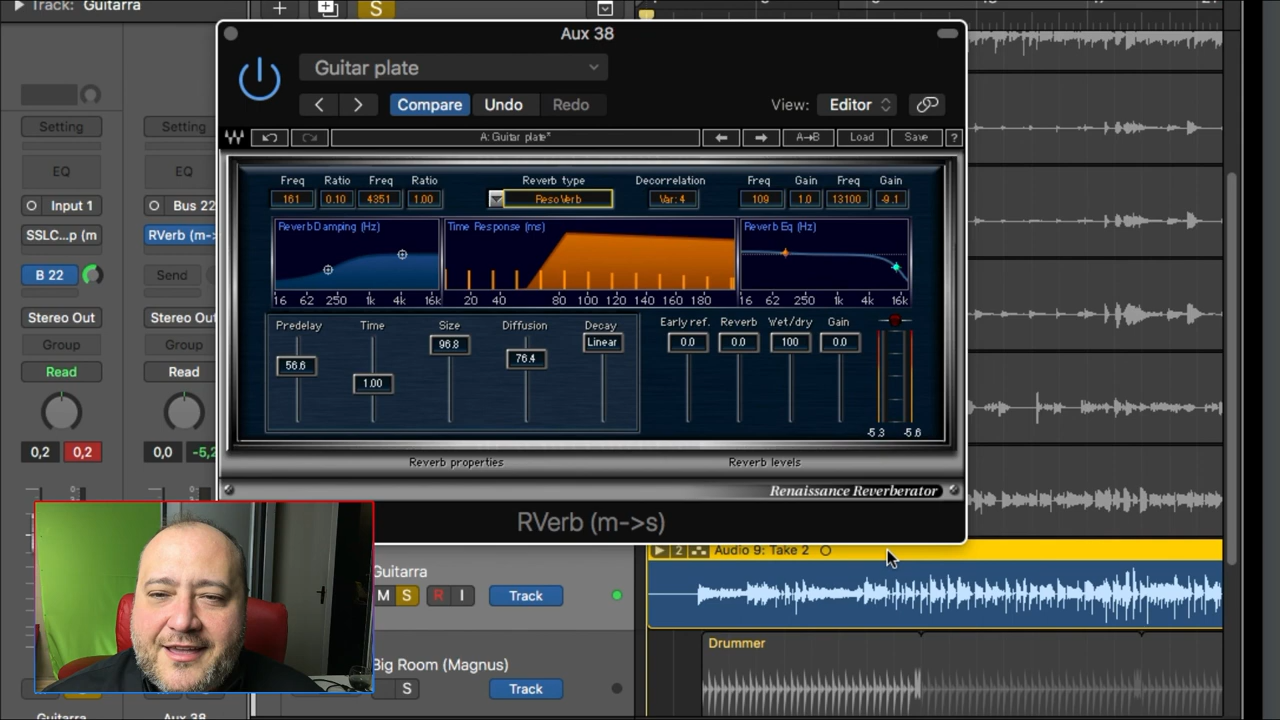 Track: Guitarra
S
Aux 38
Guitar plate
Compare
Undo
Redo
View:
Editor
A: Guitar plate*
A→B
Load
Save
?
Setting
Setting
EQ
EQ
Input 1
Bus 22
SSLC...p (m
RVerb (m->
B 22
Send
Stereo Out
Stereo Out
Group
Group
Read
Read
0,2
0,2
0,0
-5,2
Freq
Ratio
Freq
Ratio
Reverb type
Decorrelation
Freq
Gain
Freq
Gain
161
0.10
4351
1.00
ResoVerb
Var: 4
109
1.0
13100
-9.1
Reverb Damping (Hz)
Time Response (ms)
Reverb Eq (Hz)
16 62 250 1k 4k 16k
20 40 80 100 120 140 160 180
16 62 250 1k 4k 16k
Predelay
Time
Size
Diffusion
Decay
Early ref.
Reverb
Wet/dry
Gain
56.6
1.00
96.8
76.4
Linear
0.0
0.0
100
0.0
-5.3
-5.6
Reverb properties
Reverb levels
Renaissance Reverberator
RVerb (m->s)
2
Audio 9: Take 2
Guitarra
M
S
R
I
Track
Drummer
Big Room (Magnus)
S
Track
Guitarra
Aux 38